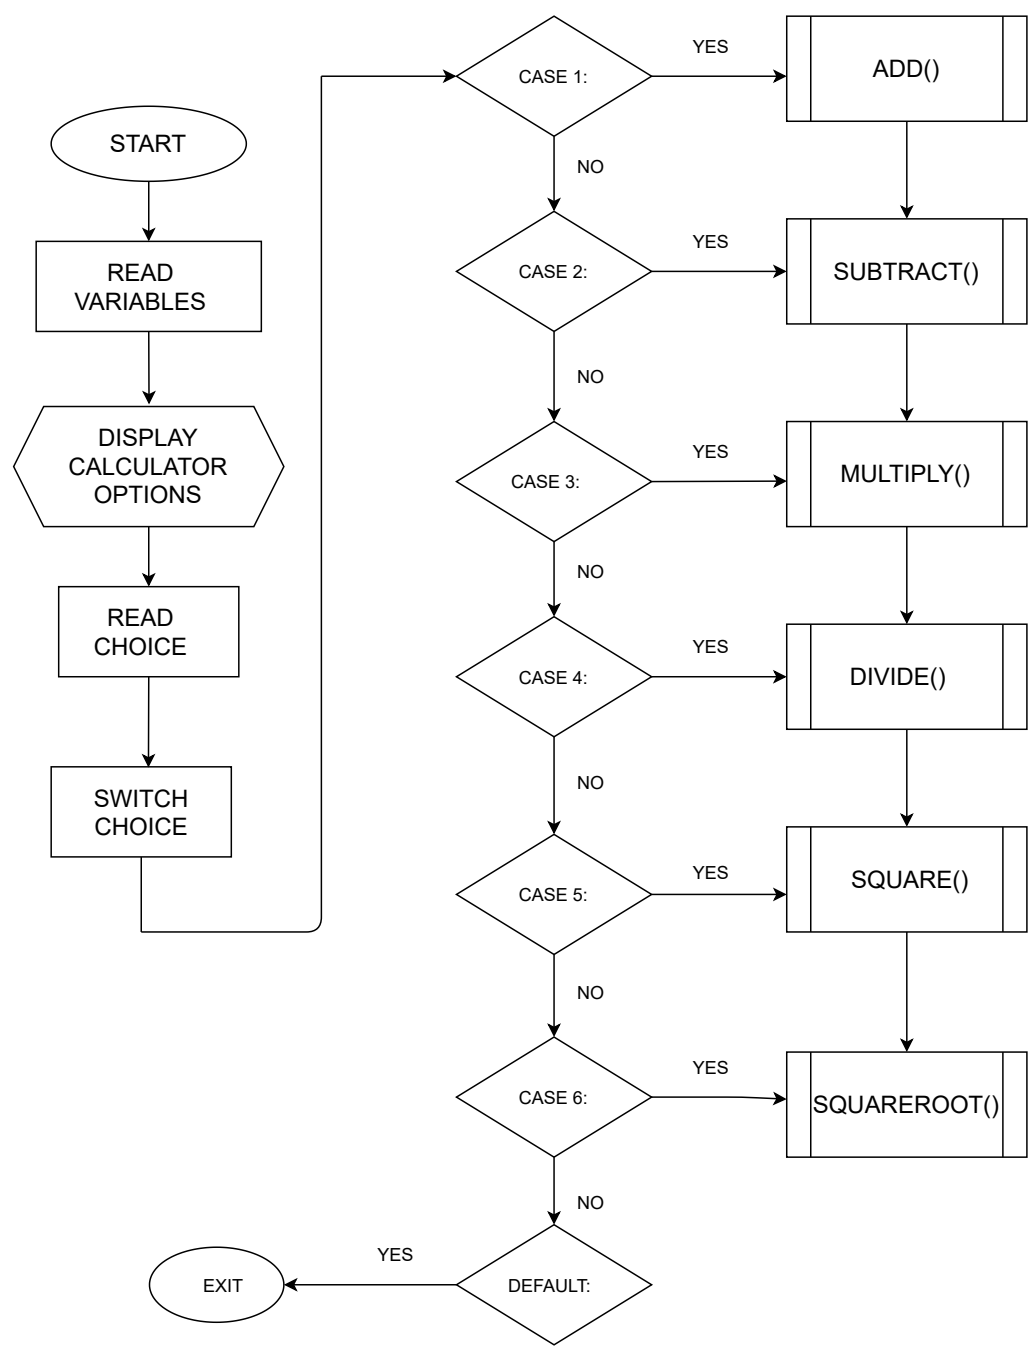 START
READ
VARIABLES
DISPLAY
CALCULATOR
OPTIONS
READ
CHOICE
SWITCH
CHOICE
CASE 1:
YES
ADD()
NO
CASE 2:
YES
SUBTRACT()
NO
CASE 3:
YES
MULTIPLY()
NO
CASE 4:
YES
DIVIDE()
NO
CASE 5:
YES
SQUARE()
NO
CASE 6:
YES
SQUAREROOT()
NO
DEFAULT:
YES
EXIT